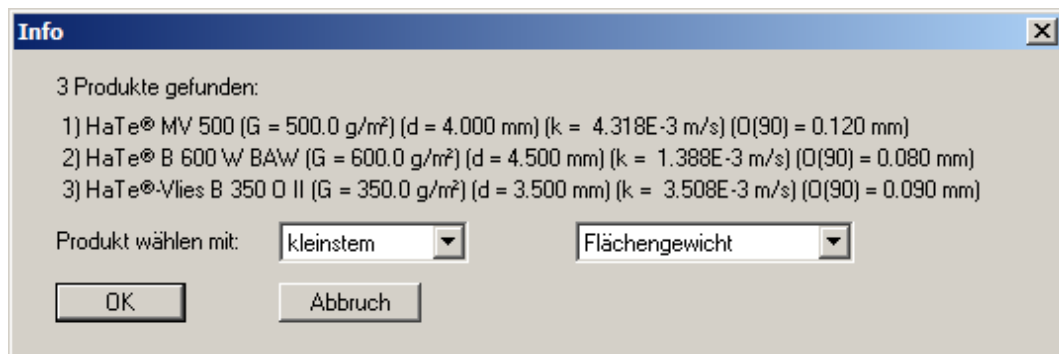 Info
3 Produkte gefunden:
1) HaTe® MV 500 (G = 500.0 g/m²) (d = 4.000 mm) (k =  4.318E-3 m/s) (O(90) = 0.120 mm)
2) HaTe® B 600 W BAW (G = 600.0 g/m²) (d = 4.500 mm) (k =  1.388E-3 m/s) (O(90) = 0.080 mm)
3) HaTe®-Vlies B 350 O II (G = 350.0 g/m²) (d = 3.500 mm) (k =  3.508E-3 m/s) (O(90) = 0.090 mm)
Produkt wählen mit: kleinstem Flächengewicht
OK Abbruch